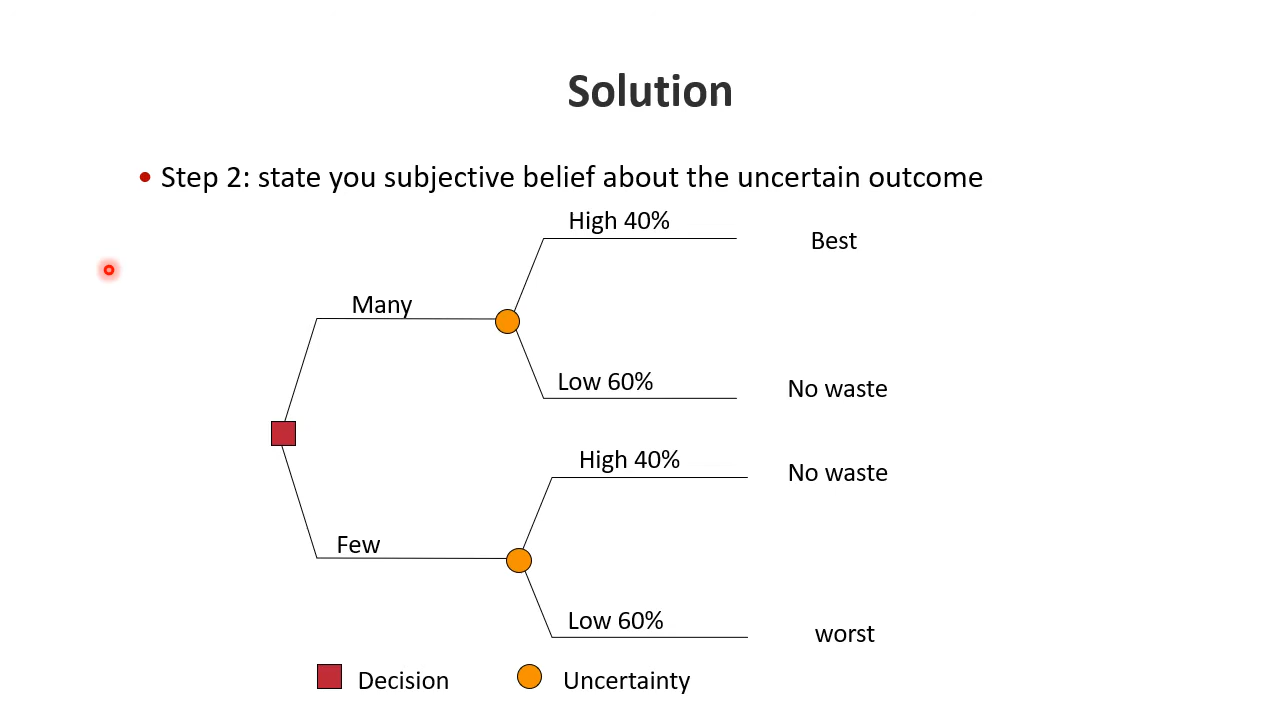 Solution
• Step 2: state you subjective belief about the uncertain outcome
High 40%
Best
Many
Low 60%
No waste
High 40%
No waste
Few
Low 60%
worst
Decision
Uncertainty